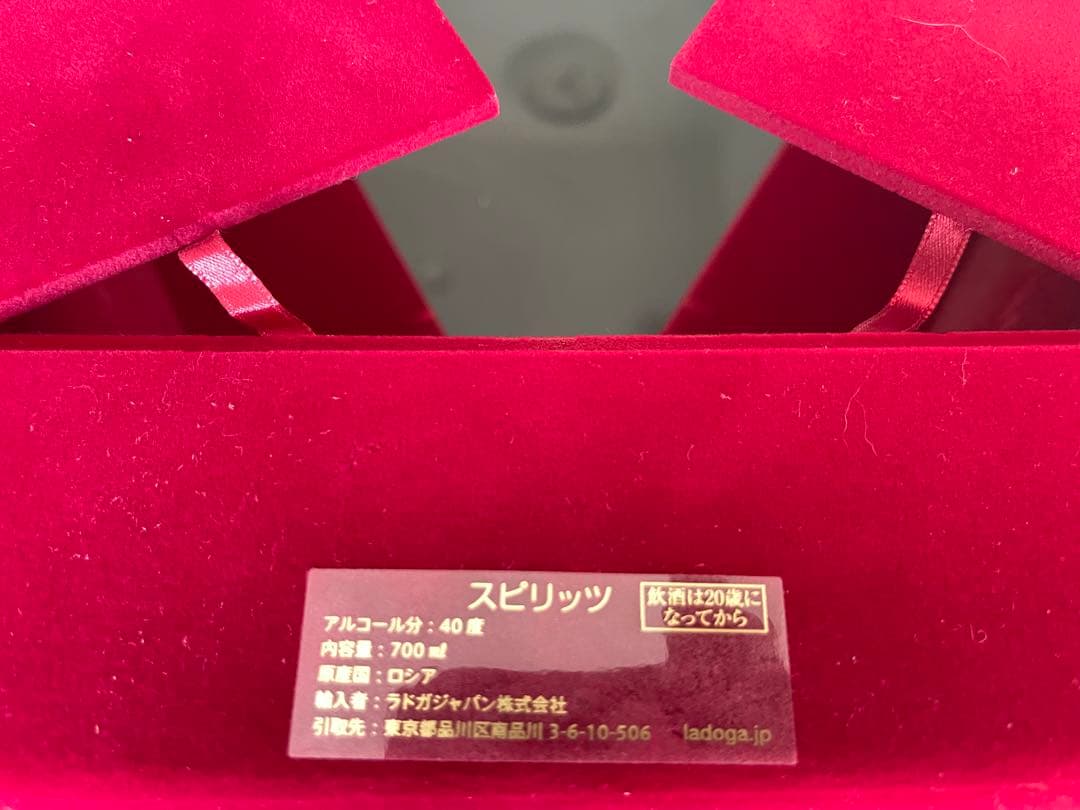 スピリッツ
飲酒は20歳に
なってから
アルコール分：40度
内容量：700㎖
原産国：ロシア
輸入者：ラドガジャパン株式会社
引取先：東京都品川区南品川 3-6-10-506 ladoga.jp